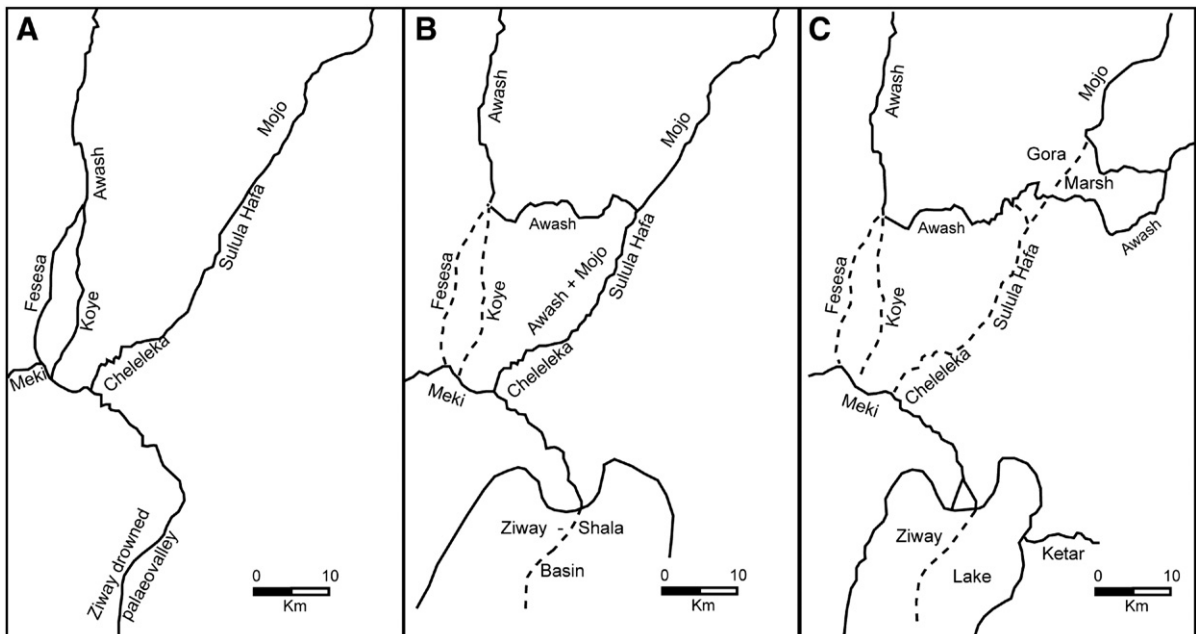 A
Awash
Mojo
Sulula Hafa
Fesesa
Koye
Meki
Cheleleka
Ziway drowned
palaeovalley
0 10
Km
B
Awash
Mojo
Awash
Sulula Hafa
Fesesa
Koye
Awash + Mojo
Cheleleka
Meki
Ziway - Shala
Basin
0 10
Km
C
Awash
Mojo
Gora
Marsh
Awash
Awash
Sulula Hafa
Fesesa
Koye
Cheleleka
Meki
Ziway
Lake
Ketar
0 10
Km